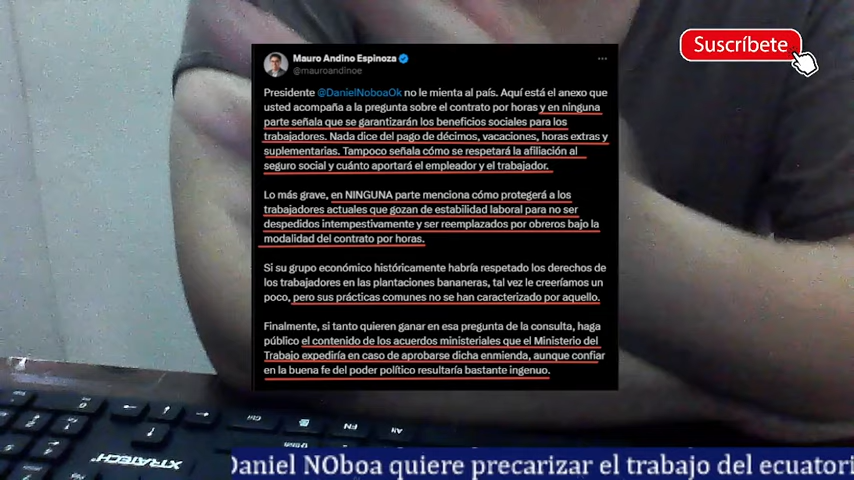 Suscríbete
Mauro Andino Espinoza
@mauroandinoe
Presidente @DanielNoboaOk no le mienta al país. Aquí está el anexo que
usted acompaña a la pregunta sobre el contrato por horas y en ninguna
parte señala que se garantizarán los beneficios sociales para los
trabajadores. Nada dice del pago de décimos, vacaciones, horas extras y
suplementarias. Tampoco señala cómo se respetará la afiliación al
seguro social y cuánto aportará el empleador y el trabajador.
Lo más grave, en NINGUNA parte menciona cómo protegerá a los
trabajadores actuales que gozan de estabilidad laboral para no ser
despedidos intempestivamente y ser reemplazados por obreros bajo la
modalidad del contrato por horas.
Si su grupo económico históricamente habría respetado los derechos de
los trabajadores en las plantaciones bananeras, tal vez le creeríamos un
poco, pero sus prácticas comunes no se han caracterizado por aquello.
Finalmente, si tanto quieren ganar en esa pregunta de la consulta, haga
público el contenido de los acuerdos ministeriales que el Ministerio del
Trabajo expediría en caso de aprobarse dicha enmienda, aunque confiar
en la buena fe del poder político resultaría bastante ingenuo.
Ctrl
FN
Alt
XTRATECH
Daniel NOboa quiere precarizar el trabajo del ecuatori